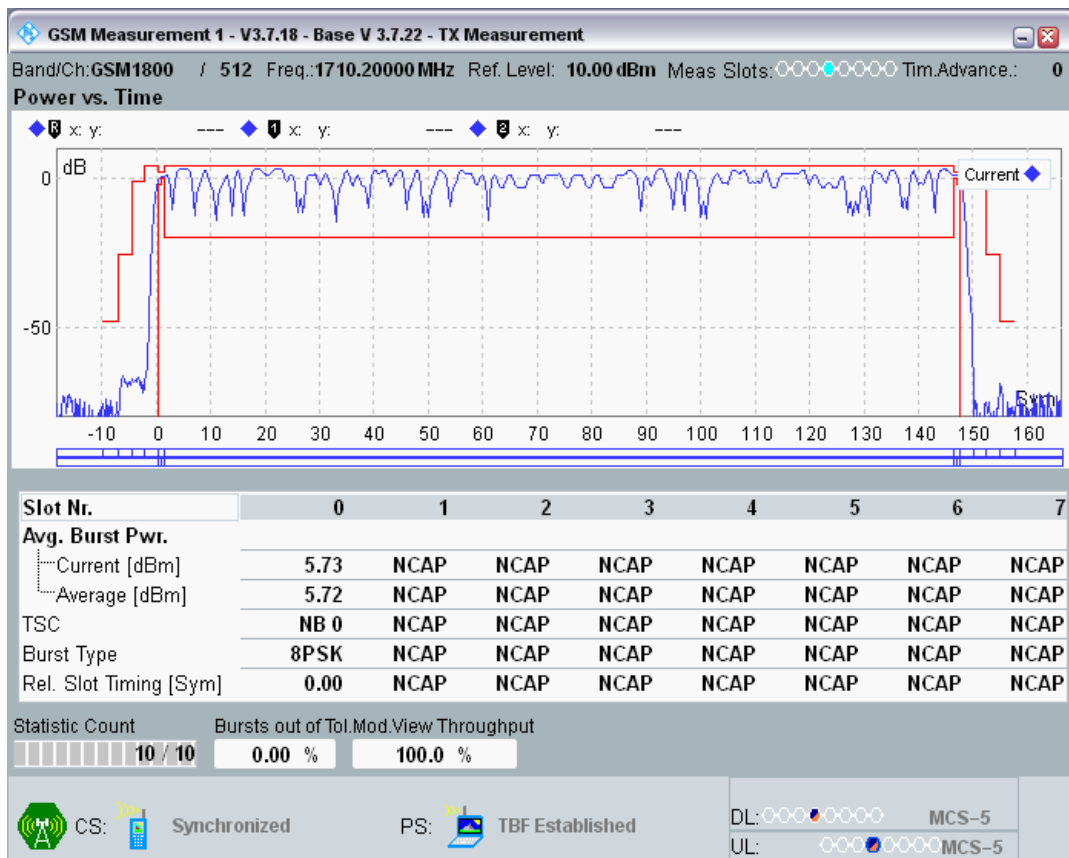 GSM Measurement 1 - V3.7.18 - Base V 3.7.22 - TX Measurement
Band/Ch:GSM1800 / 512 Freq.:1710.20000 MHz Ref. Level: 10.00 dBm Meas Slots: Tim.Advance.: 0
Power vs. Time
R x: y: --- 1 x: y: --- 2 x: y: ---
dB
0
Current
-50
Sym
-10 0 10 20 30 40 50 60 70 80 90 100 110 120 130 140 150 160
Slot Nr. 0 1 2 3 4 5 6 7
Avg. Burst Pwr.
Current [dBm] 5.73 NCAP NCAP NCAP NCAP NCAP NCAP NCAP
Average [dBm] 5.72 NCAP NCAP NCAP NCAP NCAP NCAP NCAP
TSC NB 0 NCAP NCAP NCAP NCAP NCAP NCAP NCAP
Burst Type 8PSK NCAP NCAP NCAP NCAP NCAP NCAP NCAP
Rel. Slot Timing [Sym] 0.00 NCAP NCAP NCAP NCAP NCAP NCAP NCAP
Statistic Count Bursts out of Tol.Mod.View Throughput
10 / 10 0.00 % 100.0 %
CS: Synchronized PS: TBF Established DL: MCS-5
UL: MCS-5